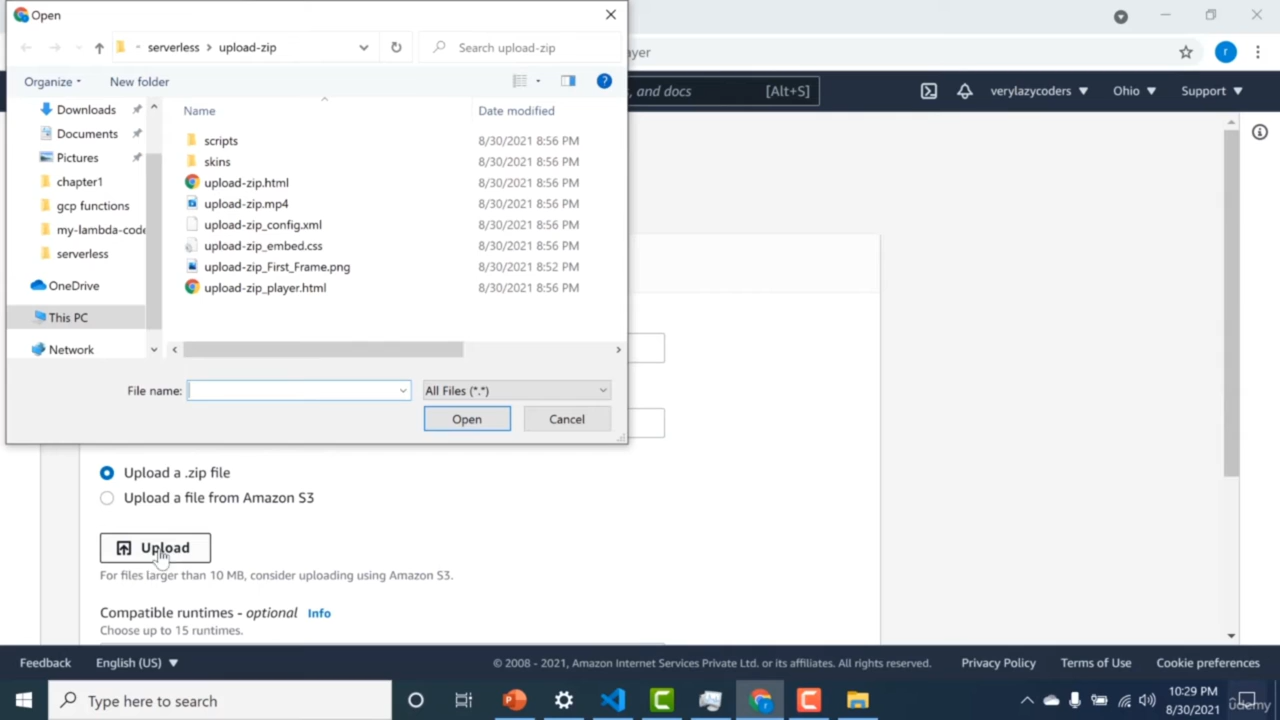 Open
serverless > upload-zip
Search upload-zip
ayer
Organize
New folder
and docs
[Alt+S]
verylazycoders
Ohio
Support
Downloads
Documents
Pictures
chapter1
gcp functions
my-lambda-code
serverless
OneDrive
This PC
Network
Name Date modified
scripts 8/30/2021 8:56 PM
skins 8/30/2021 8:56 PM
upload-zip.html 8/30/2021 8:56 PM
upload-zip.mp4 8/30/2021 8:56 PM
upload-zip_config.xml 8/30/2021 8:56 PM
upload-zip_embed.css 8/30/2021 8:56 PM
upload-zip_First_Frame.png 8/30/2021 8:52 PM
upload-zip_player.html 8/30/2021 8:56 PM
File name:
All Files (*.*)
Open
Cancel
Upload a .zip file
Upload a file from Amazon S3
Upload
For files larger than 10 MB, consider uploading using Amazon S3.
Compatible runtimes - optional Info
Choose up to 15 runtimes.
Feedback
English (US)
© 2008 - 2021, Amazon Internet Services Private Ltd. or its affiliates. All rights reserved.
Privacy Policy
Terms of Use
Cookie preferences
Type here to search
10:29 PM
8/30/2021
udemy